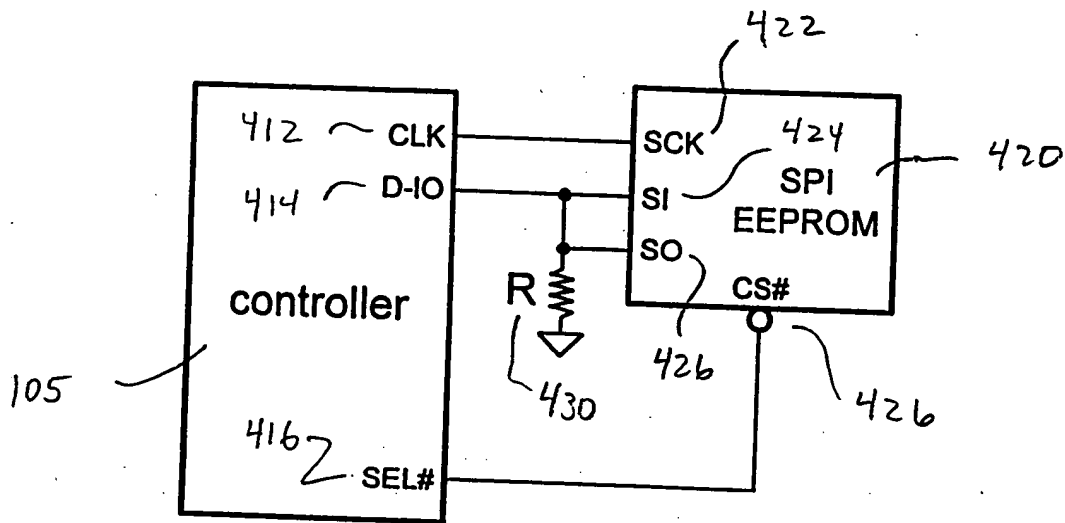 422
412 CLK
SCK
424
420
414 D-IO
SI
SPI
EEPROM
SO
R
CS#
controller
426
426
430
105
416
SEL#